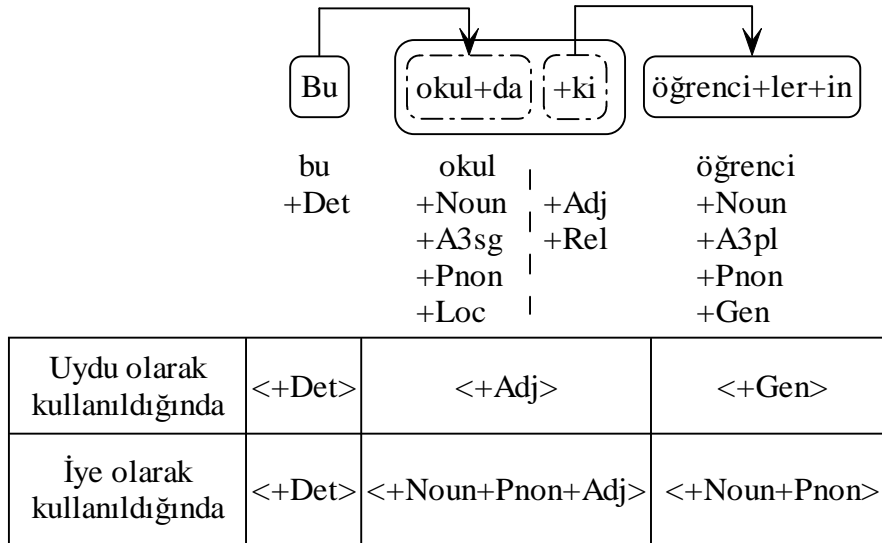 Bu okul+da +ki öğrenci+ler+in
bu okul öğrenci
+Det +Noun +Adj +Noun
+A3sg +Rel +A3pl
+Pnon +Pnon
+Loc +Gen
Uydu olarak
kullanıldığında <+Det> <+Adj> <+Gen>
İye olarak
kullanıldığında <+Det> <+Noun+Pnon+Adj> <+Noun+Pnon>